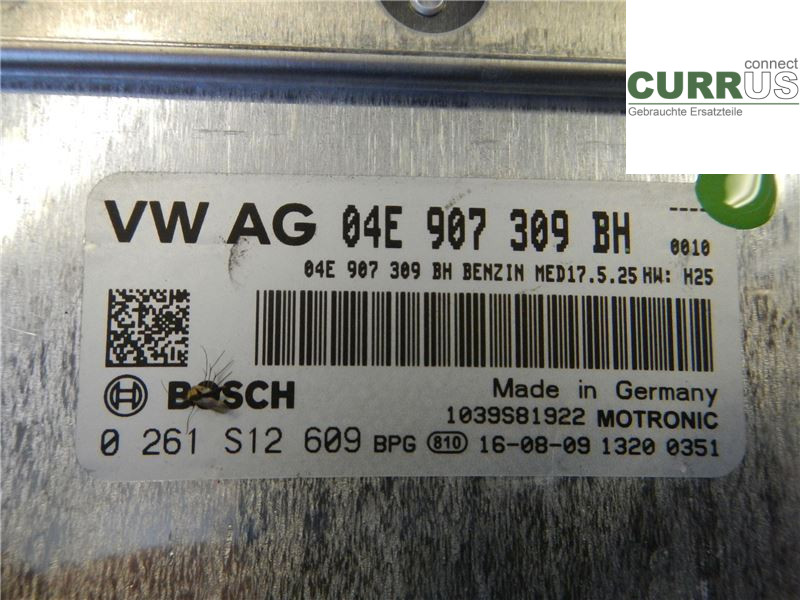 connect
CURRUS
Gebrauchte Ersatzteile
VW AG 04E 907 309 BH ----
0010
04E 907 309 BH BENZIN MED17.5.25 HW: H25
BOSCH
Made in Germany
1039S81922 MOTRONIC
0 261 S12 609 BPG 810 16-08-09 1320 0351